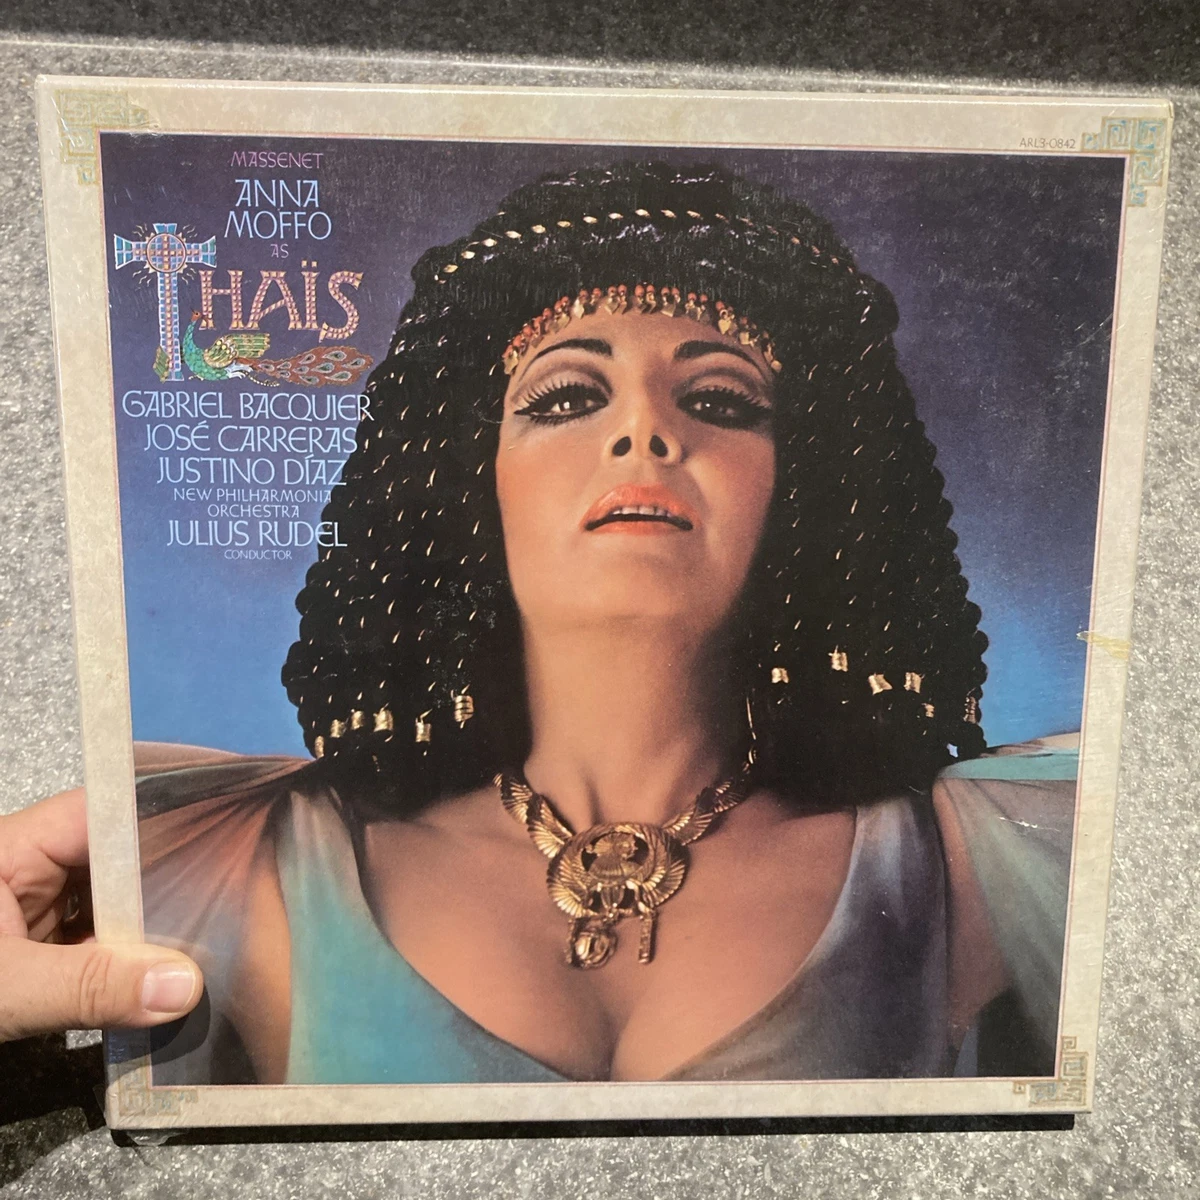 ARL3-0842
MASSENET
ANNA
MOFFO
AS
THAÏS
GABRIEL BACQUIER
JOSÉ CARRERAS
JUSTINO DÍAZ
NEW PHILHARMONIA
ORCHESTRA
JULIUS RUDEL
CONDUCTOR